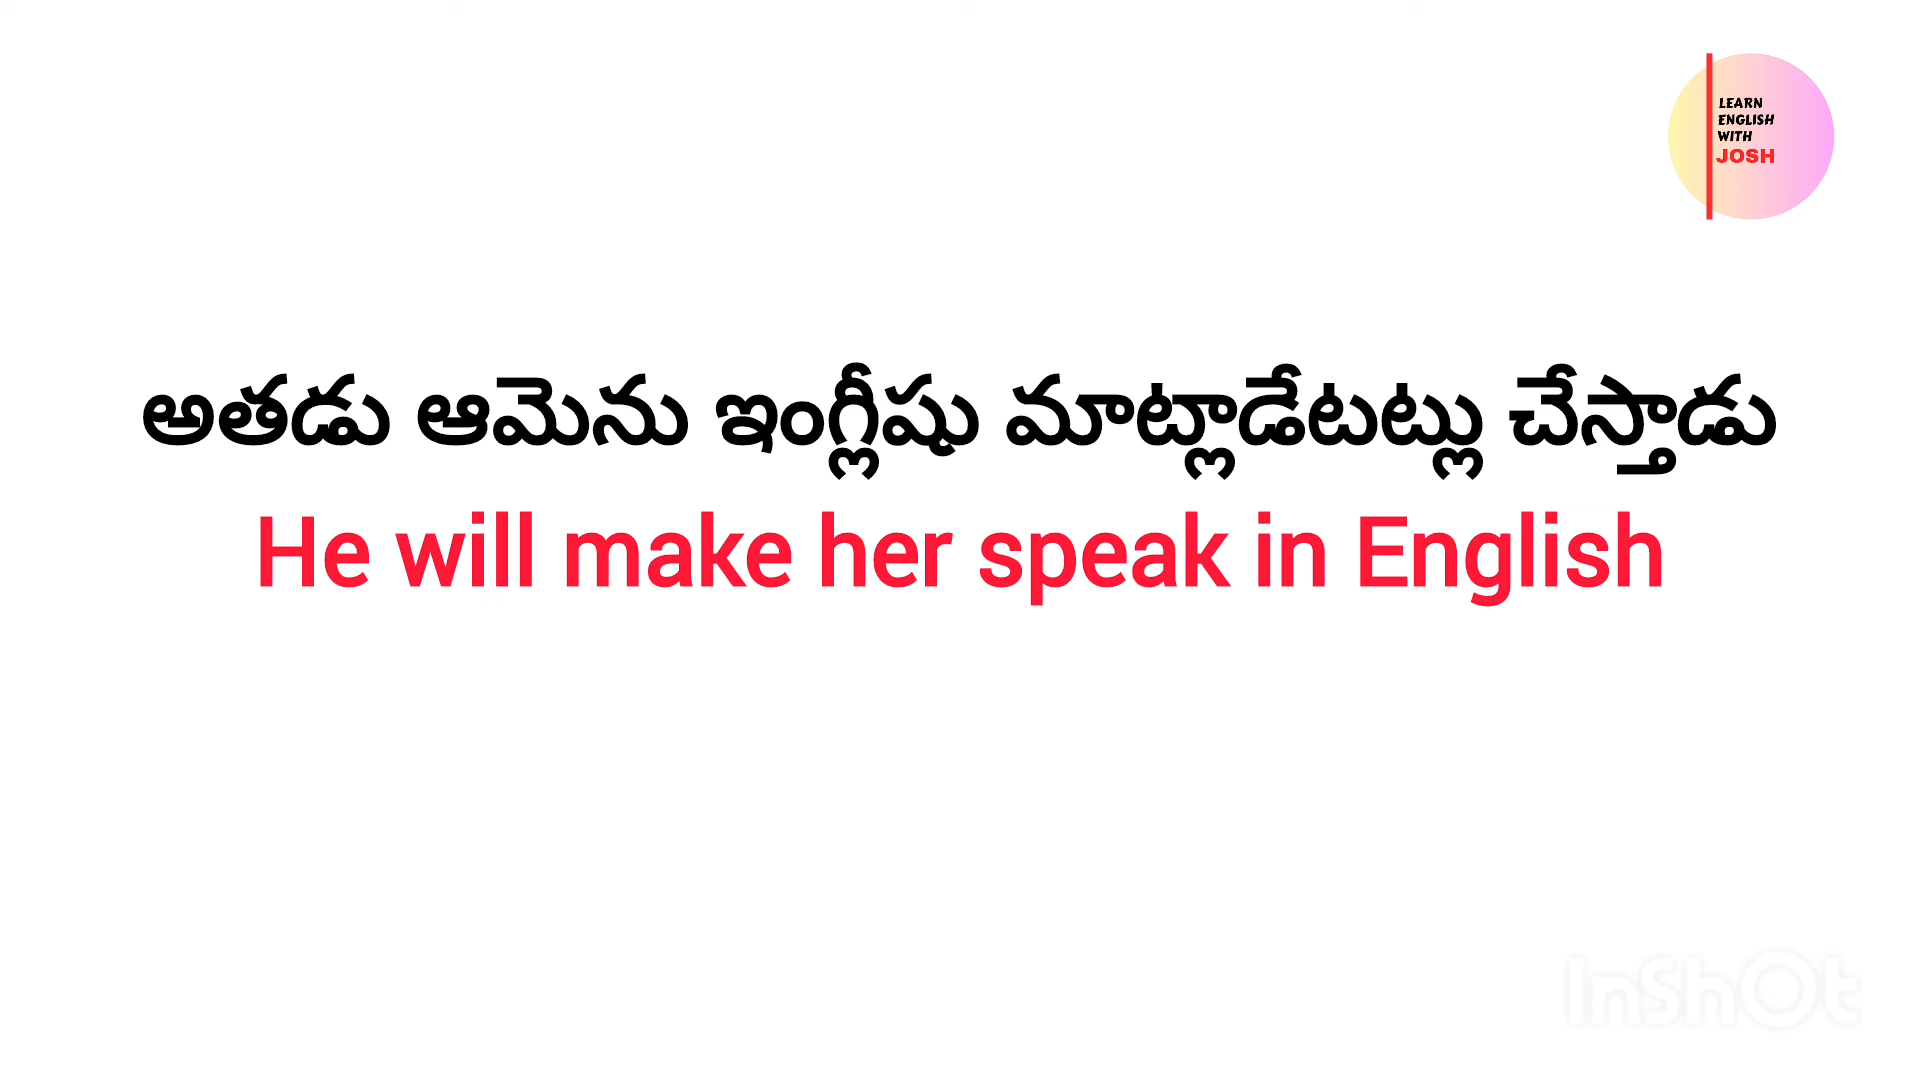 LEARN
ENGLISH
WITH
JOSH
అతడు ఆమెను ఇంగ్లీషు మాట్లాడేటట్లు చేస్తాడు
He will make her speak in English
InShOt